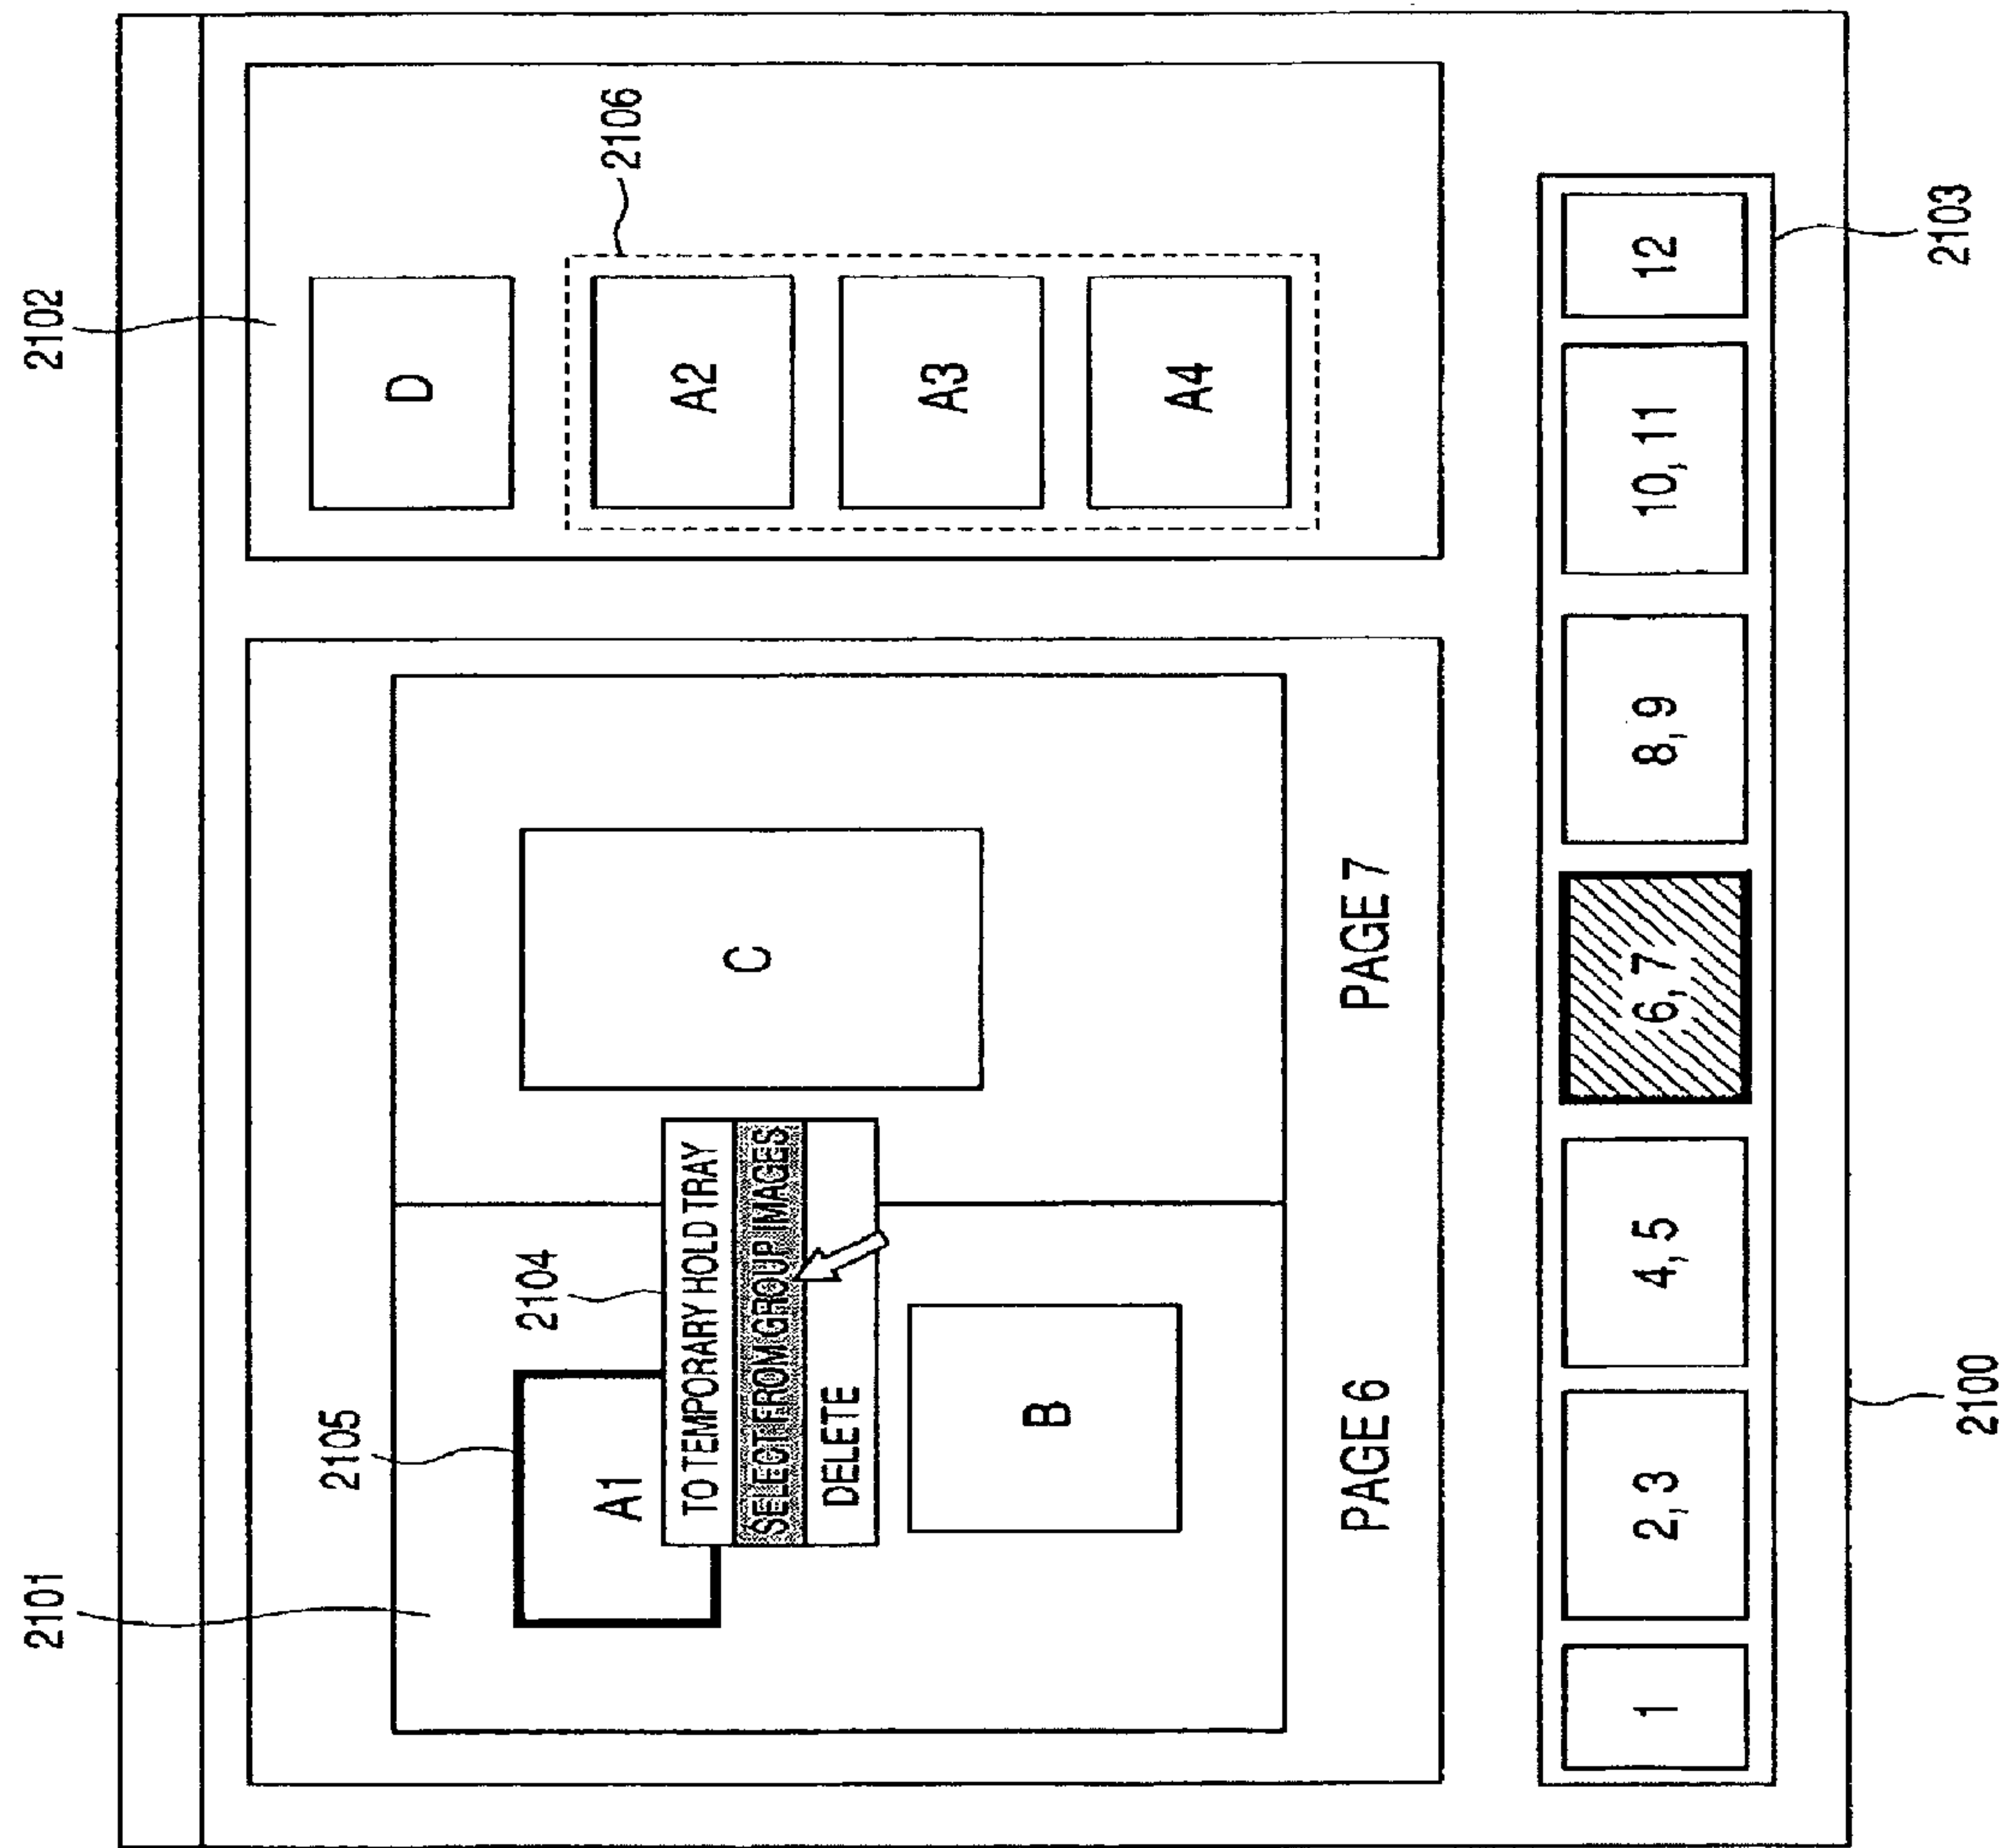 2101
2105
2104
2102
2106
A1
TO TEMPORARY HOLD TRAY
SELECT FROM GROUP IMAGES
DELETE
B
C
PAGE 6
PAGE 7
D
A2
A3
A4
1
2, 3
4, 5
6, 7
8, 9
10, 11
12
2100
2103